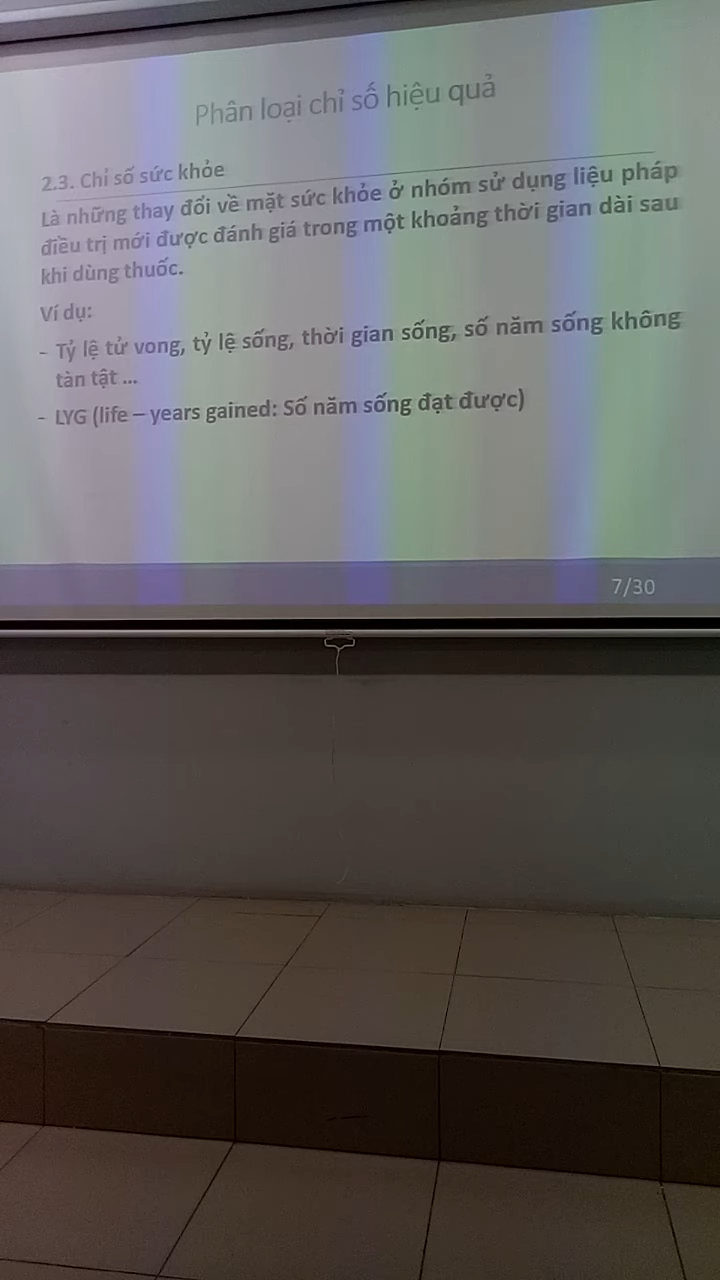 Phân loại chỉ số hiệu quả
2.3. Chỉ số sức khỏe
Là những thay đổi về mặt sức khỏe ở nhóm sử dụng liệu pháp
điều trị mới được đánh giá trong một khoảng thời gian dài sau
khi dùng thuốc.
Ví dụ:
- Tỷ lệ tử vong, tỷ lệ sống, thời gian sống, số năm sống không
tàn tật ...
- LYG (life – years gained: Số năm sống đạt được)
7/30